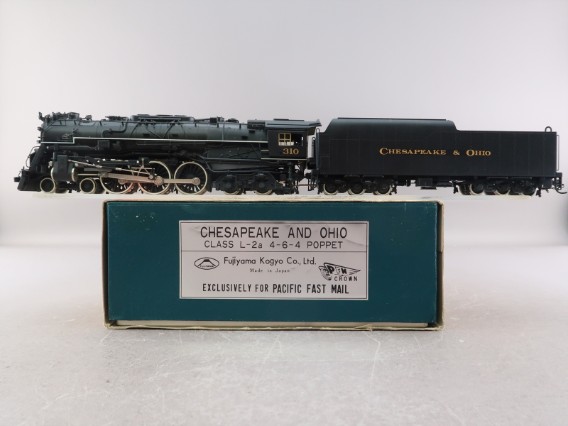 310
CHESAPEAKE & OHIO
CHESAPEAKE AND OHIO
CLASS L-2a 4-6-4 POPPET
Fujiyama Kogyo Co., Ltd.
Made in Japan
PFM
CROWN
EXCLUSIVELY FOR PACIFIC FAST MAIL